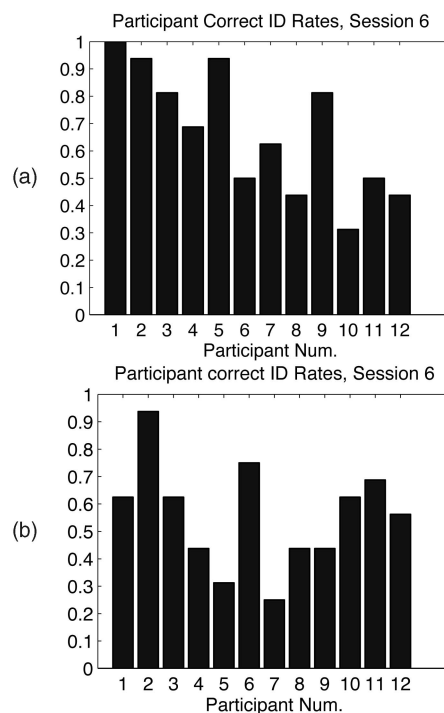 Participant Correct ID Rates, Session 6
(a)
1
0.9
0.8
0.7
0.6
0.5
0.4
0.3
0.2
0.1
0
1 2 3 4 5 6 7 8 9 10 11 12
Participant Num.
Participant correct ID Rates, Session 6
(b)
1
0.9
0.8
0.7
0.6
0.5
0.4
0.3
0.2
0.1
0
1 2 3 4 5 6 7 8 9 10 11 12
Participant Num.